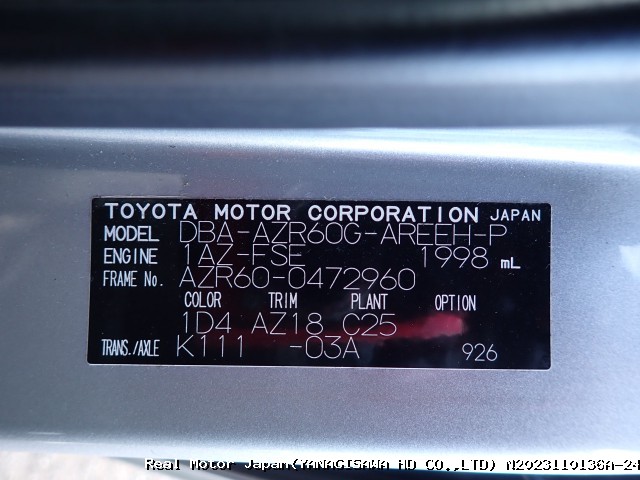 TOYOTA MOTOR CORPORATION JAPAN
MODEL DBA-AZR60G-AREEH-P
ENGINE 1AZ-FSE 1998 mL
FRAME No. AZR60-0472960
COLOR TRIM PLANT OPTION
1D4 AZ18 C25
TRANS./AXLE K111 -03A 926
Real Motor Japan(YANAGISAWA HD CO.,LTD) N2023110136A-24